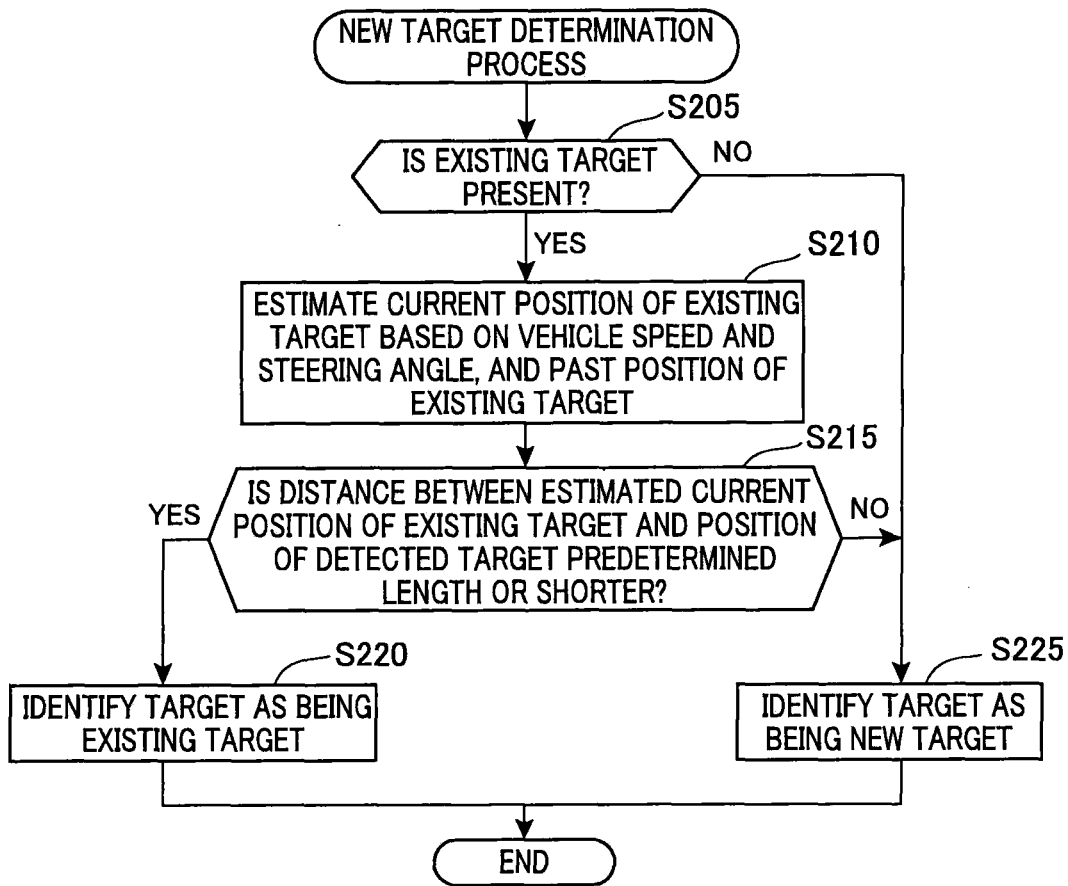 NEW TARGET DETERMINATION
PROCESS
S205
IS EXISTING TARGET
PRESENT?
NO
YES
S210
ESTIMATE CURRENT POSITION OF EXISTING
TARGET BASED ON VEHICLE SPEED AND
STEERING ANGLE, AND PAST POSITION OF
EXISTING TARGET
S215
IS DISTANCE BETWEEN ESTIMATED CURRENT
POSITION OF EXISTING TARGET AND POSITION
OF DETECTED TARGET PREDETERMINED
LENGTH OR SHORTER?
YES
NO
S220
IDENTIFY TARGET AS BEING
EXISTING TARGET
S225
IDENTIFY TARGET AS
BEING NEW TARGET
END